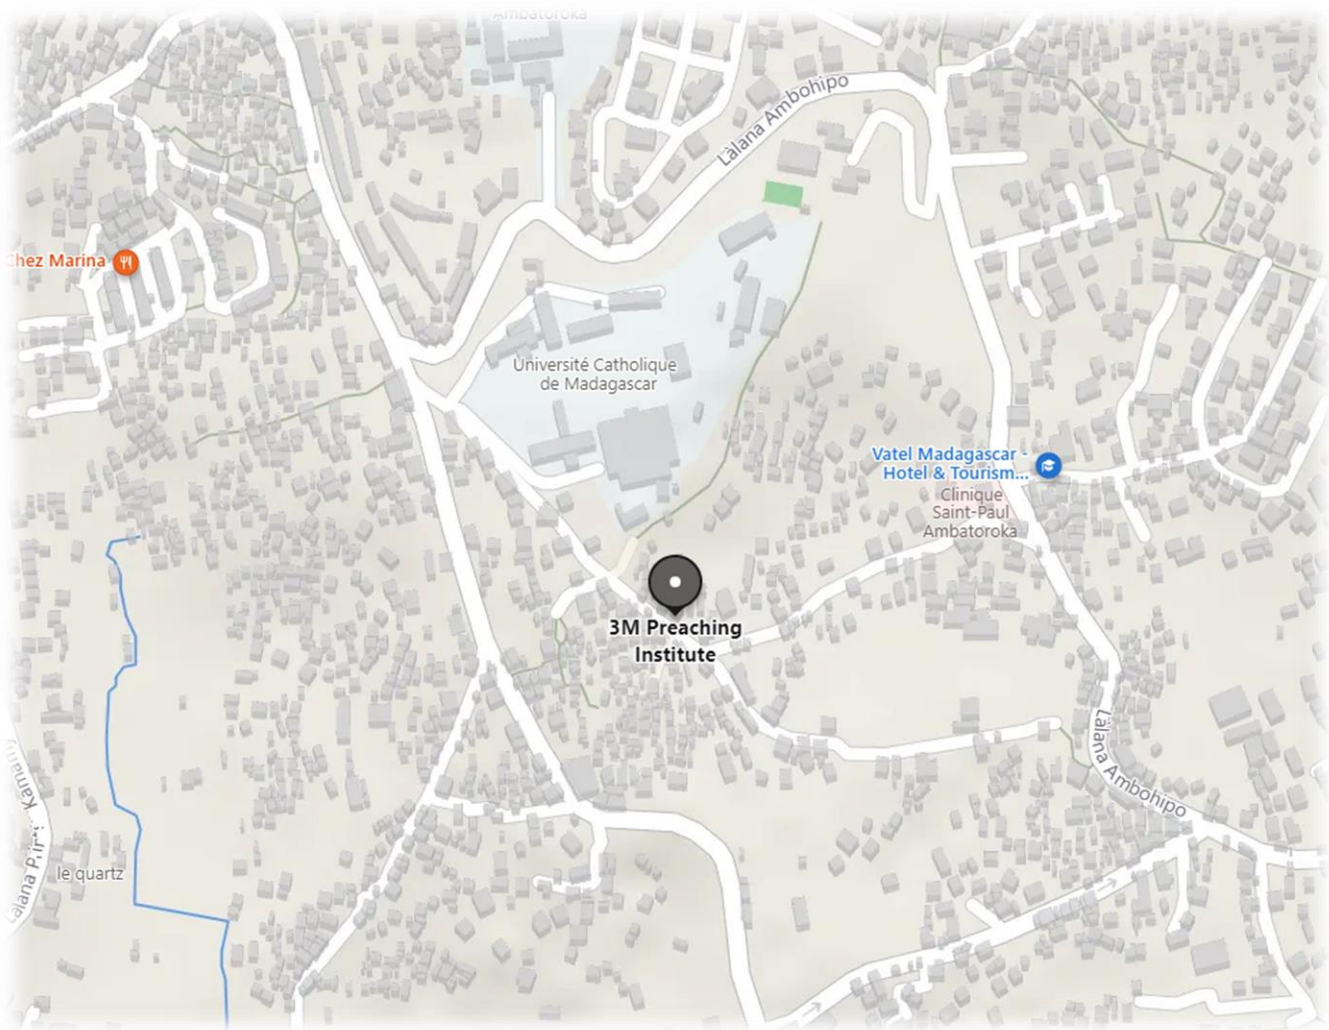 Ambatoroka
Làlana Ambohipo
Chez Marina
Université Catholique
de Madagascar
Vatel Madagascar -
Hotel & Tourism...
Clinique
Saint-Paul
Ambatoroka
3M Preaching
Institute
Làlana Ambohipo
le quartz